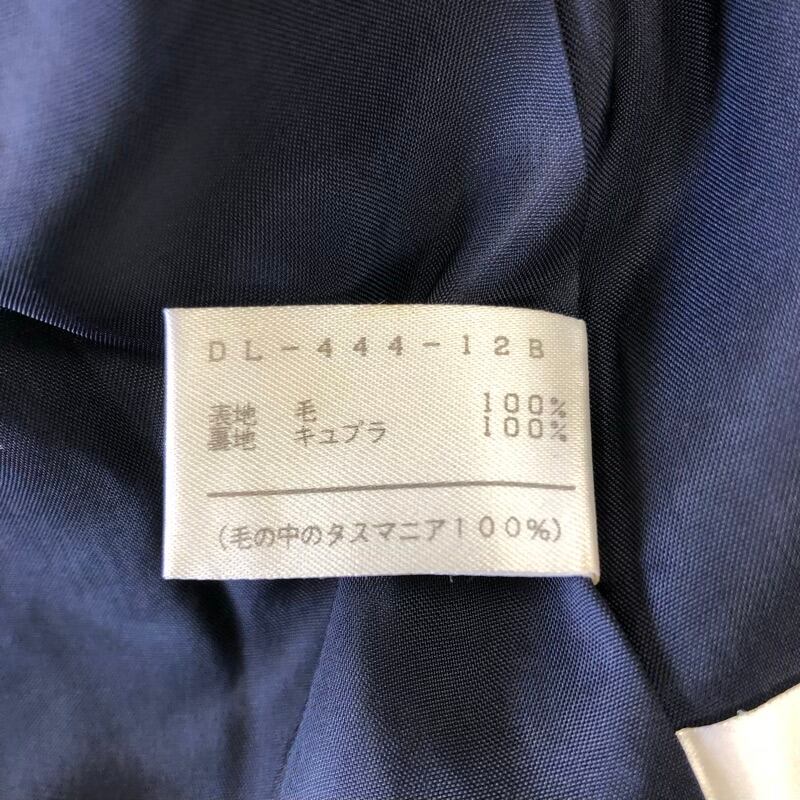 DL-444-12B
表地 毛 100%
裏地 キュプラ 100%
(毛の中のタスマニア100%)